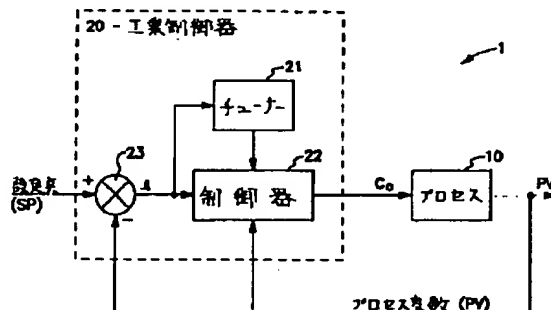 20 - 工業制御器
1
21
チューナー
23
22
10
設定点
(SP)
+
-
制御器
Co
プロセス
PV
プロセス変数 (PV)